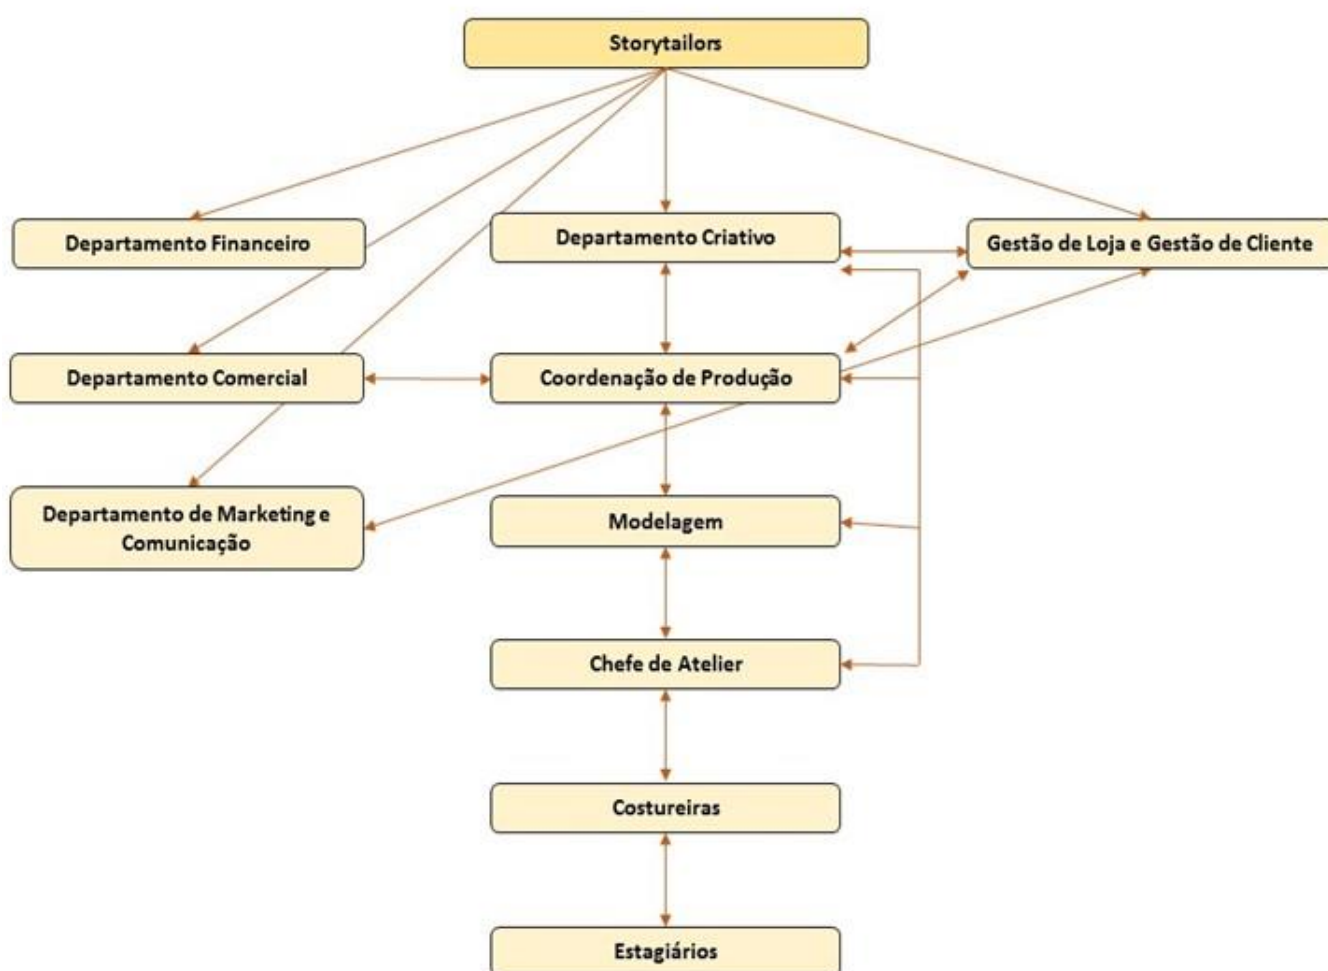 Storytailors
Departamento Financeiro
Departamento Criativo
Gestão de Loja e Gestão de Cliente
Departamento Comercial
Coordenação de Produção
Departamento de Marketing e
Comunicação
Modelagem
Chefe de Atelier
Costureiras
Estagiários